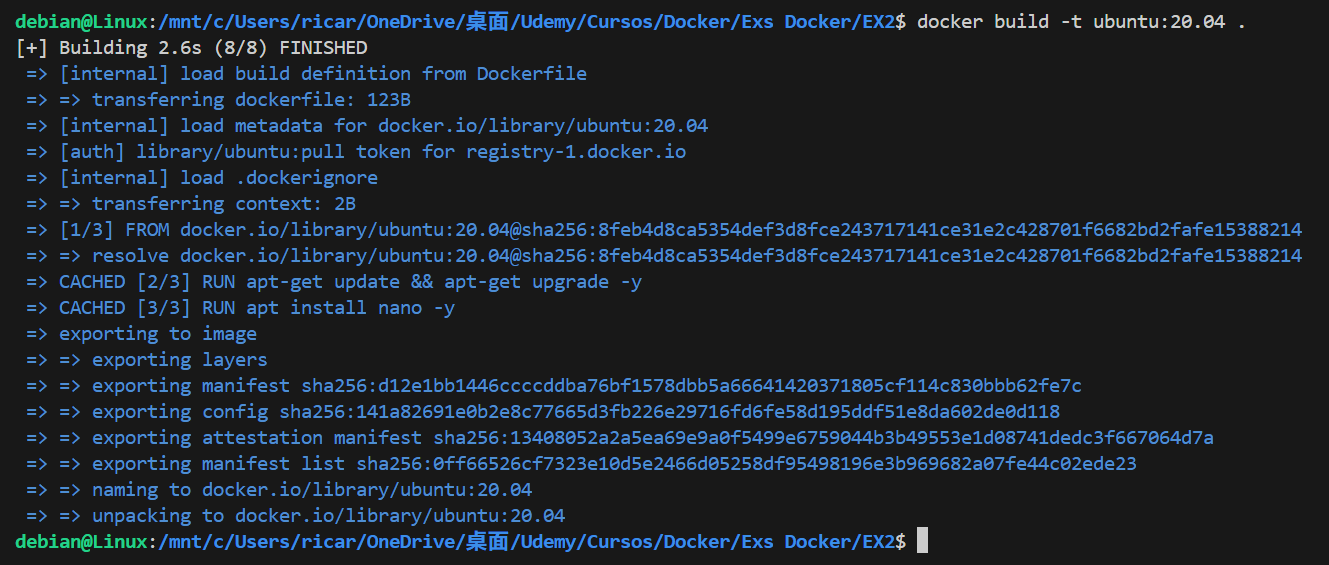 debian@Linux:/mnt/c/Users/ricar/OneDrive/桌面/Udemy/Cursos/Docker/Exs Docker/EX2$ docker build -t ubuntu:20.04 .
[+] Building 2.6s (8/8) FINISHED
=> [internal] load build definition from Dockerfile
=> => transferring dockerfile: 123B
=> [internal] load metadata for docker.io/library/ubuntu:20.04
=> [auth] library/ubuntu:pull token for registry-1.docker.io
=> [internal] load .dockerignore
=> => transferring context: 2B
=> [1/3] FROM docker.io/library/ubuntu:20.04@sha256:8feb4d8ca5354def3d8fce243717141ce31e2c428701f6682bd2fafe15388214
=> => resolve docker.io/library/ubuntu:20.04@sha256:8feb4d8ca5354def3d8fce243717141ce31e2c428701f6682bd2fafe15388214
=> CACHED [2/3] RUN apt-get update && apt-get upgrade -y
=> CACHED [3/3] RUN apt install nano -y
=> exporting to image
=> => exporting layers
=> => exporting manifest sha256:d12e1bb1446ccccddba76bf1578dbb5a66641420371805cf114c830bbb62fe7c
=> => exporting config sha256:141a82691e0b2e8c77665d3fb226e29716fd6fe58d195ddf51e8da602de0d118
=> => exporting attestation manifest sha256:13408052a2a5ea69e9a0f5499e6759044b3b49553e1d08741dedc3f667064d7a
=> => exporting manifest list sha256:0ff66526cf7323e10d5e2466d05258df95498196e3b969682a07fe44c02ede23
=> => naming to docker.io/library/ubuntu:20.04
=> => unpacking to docker.io/library/ubuntu:20.04
debian@Linux:/mnt/c/Users/ricar/OneDrive/桌面/Udemy/Cursos/Docker/Exs Docker/EX2$